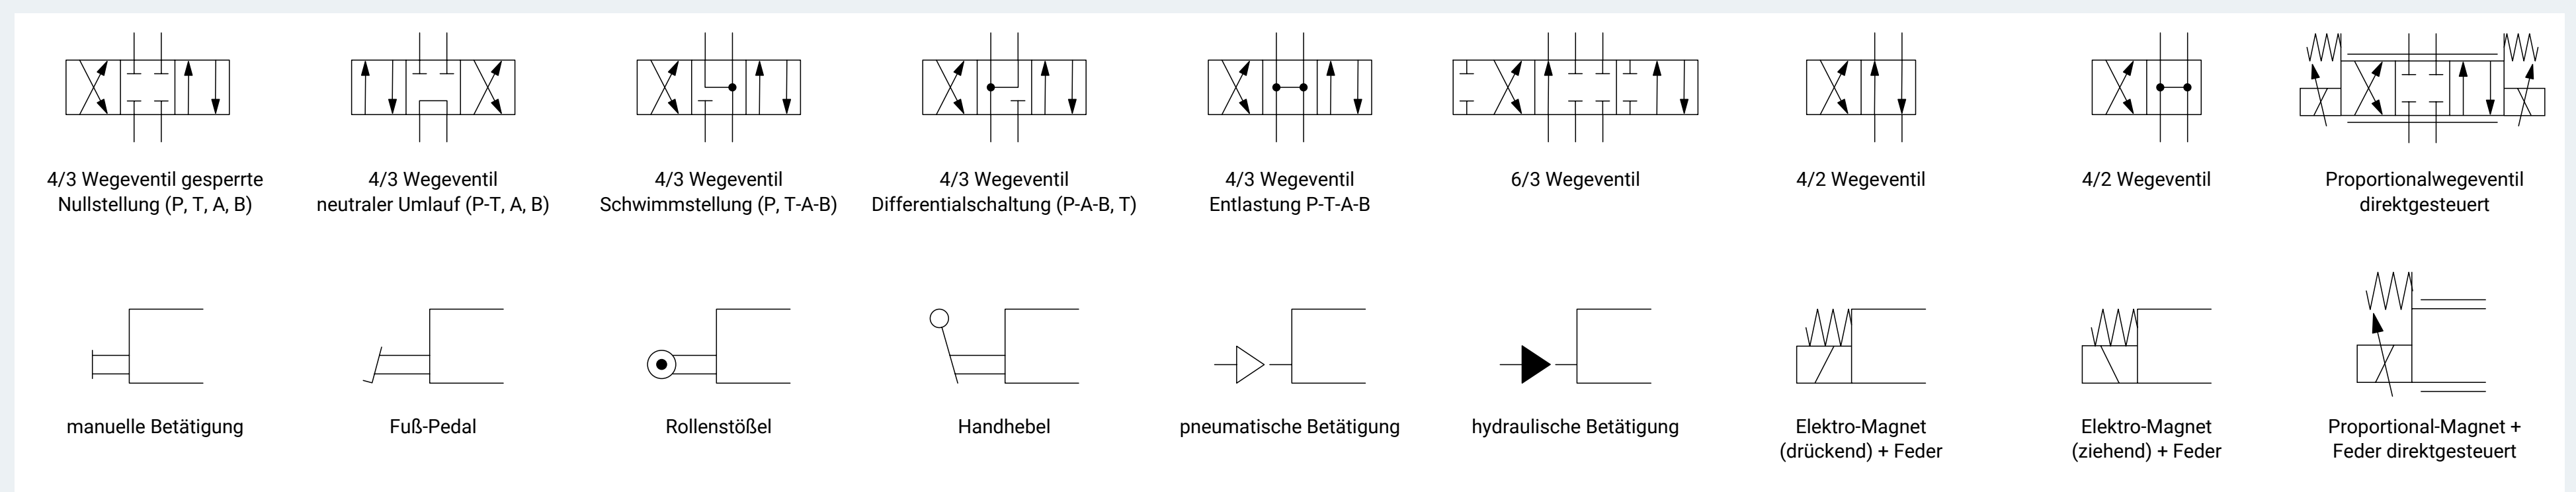 4/3 Wegeventil gesperrte
Nullstellung (P, T, A, B)
4/3 Wegeventil
neutraler Umlauf (P-T, A, B)
4/3 Wegeventil
Schwimmstellung (P, T-A-B)
4/3 Wegeventil
Differentialschaltung (P-A-B, T)
4/3 Wegeventil
Entlastung P-T-A-B
6/3 Wegeventil
4/2 Wegeventil
4/2 Wegeventil
Proportionalwegeventil
direktgesteuert
manuelle Betätigung
Fuß-Pedal
Rollenstößel
Handhebel
pneumatische Betätigung
hydraulische Betätigung
Elektro-Magnet
(drückend) + Feder
Elektro-Magnet
(ziehend) + Feder
Proportional-Magnet +
Feder direktgesteuert